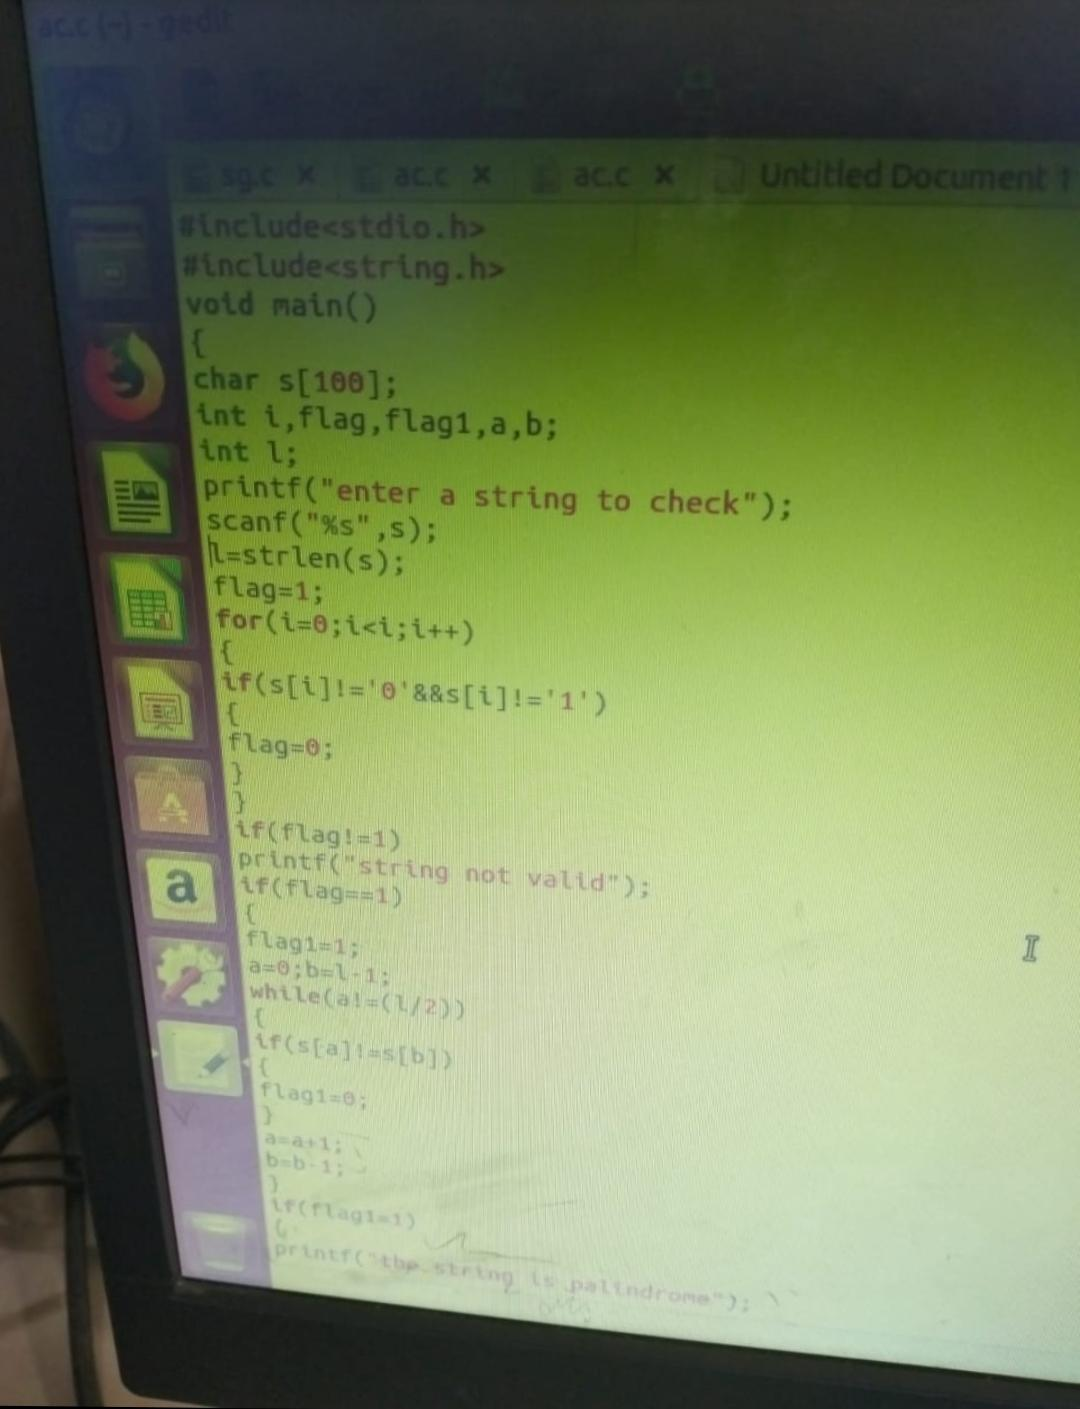 ac.c (~) - gedit
sg.c × ac.c × ac.c × Untitled Document 1
#include<stdio.h>
#include<string.h>
void main()
{
char s[100];
int i,flag,flag1,a,b;
int l;
printf("enter a string to check");
scanf("%s",s);
l=strlen(s);
flag=1;
for(i=0;i<i;i++)
{
if(s[i]!='0'&&s[i]!='1')
{
flag=0;
}
}
if(flag!=1)
printf("string not valid");
if(flag==1)
{
flag1=1;
a=0;b=l-1;
while(a!=(l/2))
{
if(s[a]!=s[b])
{
flag1=0;
}
a=a+1;
b=b-1;
}
if(flag1=1)
{
printf("the string is palindrome");
a